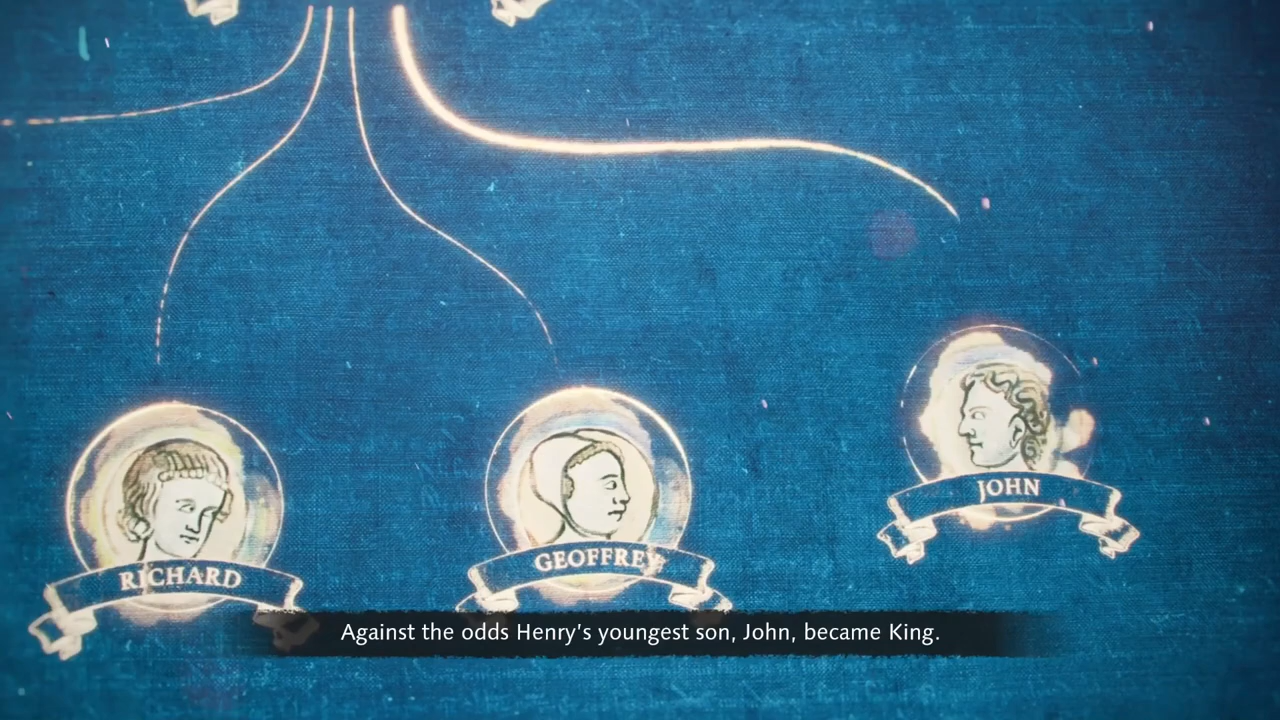 JOHN
GEOFFREY
RICHARD
Against the odds Henry's youngest son, John, became King.